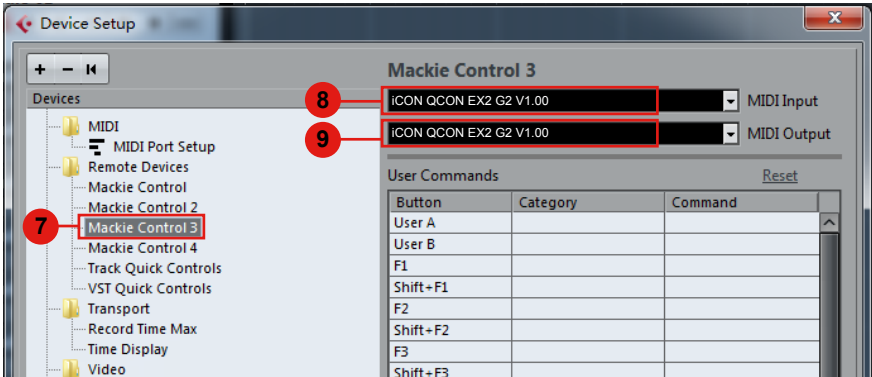 Device Setup
x
+ - I◄
Devices
MIDI
MIDI Port Setup
Remote Devices
Mackie Control
Mackie Control 2
7
Mackie Control 3
Mackie Control 4
Track Quick Controls
VST Quick Controls
Transport
Record Time Max
Time Display
Video
Mackie Control 3
8
iCON QCON EX2 G2 V1.00
MIDI Input
9
iCON QCON EX2 G2 V1.00
MIDI Output
User Commands
Reset
Button Category Command
User A
User B
F1
Shift+F1
F2
Shift+F2
F3
Shift+F3